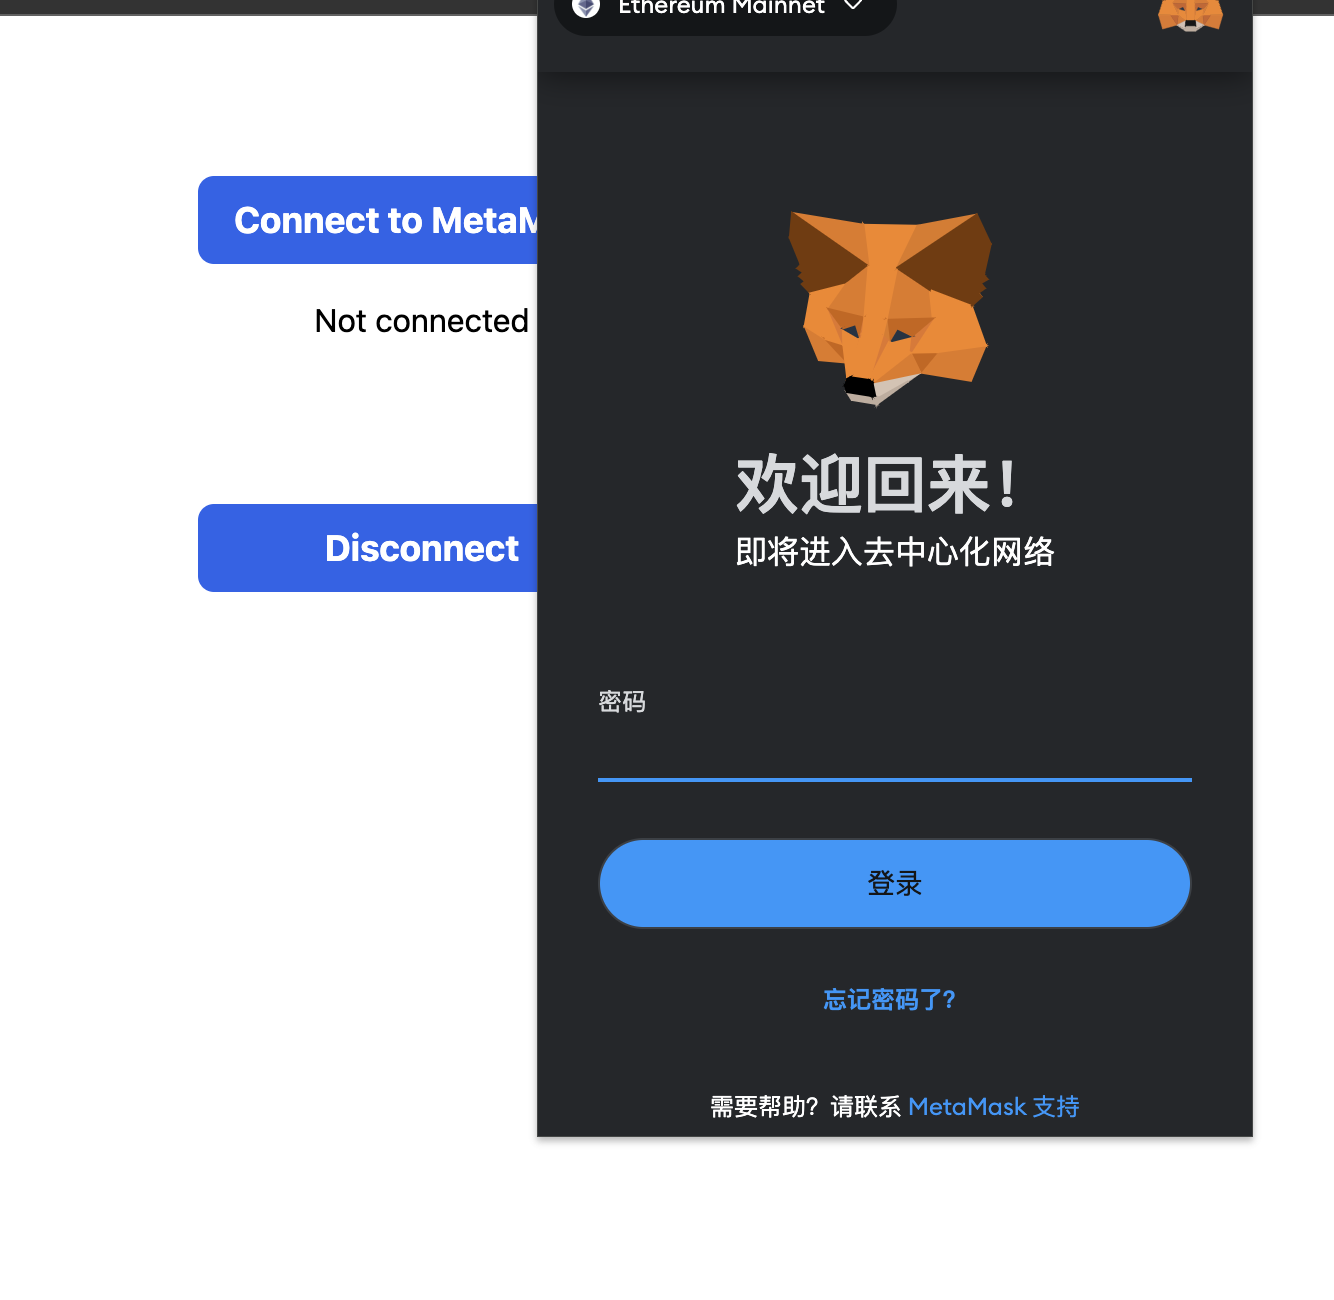 Ethereum Mainnet
Connect to MetaM
Not connected
Disconnect
欢迎回来！
即将进入去中心化网络
密码
登录
忘记密码了？
需要帮助？请联系 MetaMask 支持